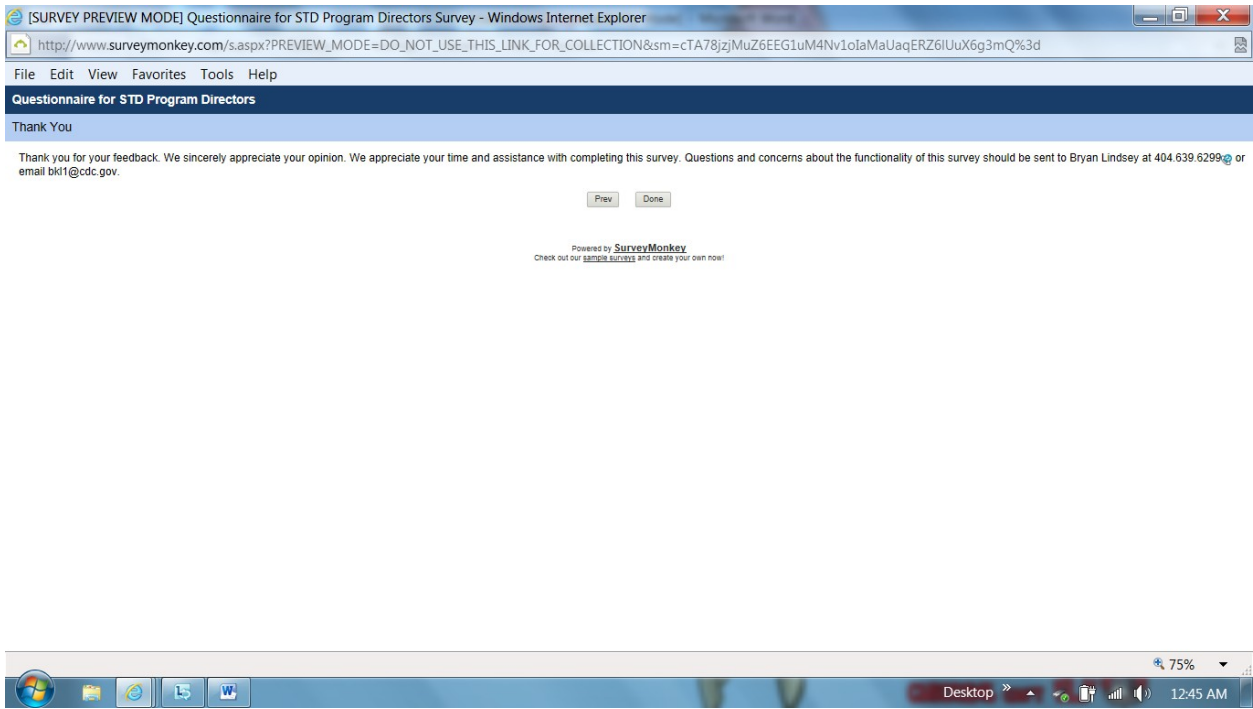 [SURVEY PREVIEW MODE] Questionnaire for STD Program Directors Survey - Windows Internet Explorer
http://www.surveymonkey.com/s.aspx?PREVIEW_MODE=DO_NOT_USE_THIS_LINK_FOR_COLLECTION&sm=cTA78jzjMuZ6EEG1uM4Nv1oIaMaUaqERZ6IUuX6g3mQ%3d
File Edit View Favorites Tools Help
Questionnaire for STD Program Directors
Thank You
Thank you for your feedback. We sincerely appreciate your opinion. We appreciate your time and assistance with completing this survey. Questions and concerns about the functionality of this survey should be sent to Bryan Lindsey at 404.639.6299 or
email bkl1@cdc.gov.
Prev Done
Powered by SurveyMonkey
Check out our sample surveys and create your own now!
75%
Desktop » 12:45 AM